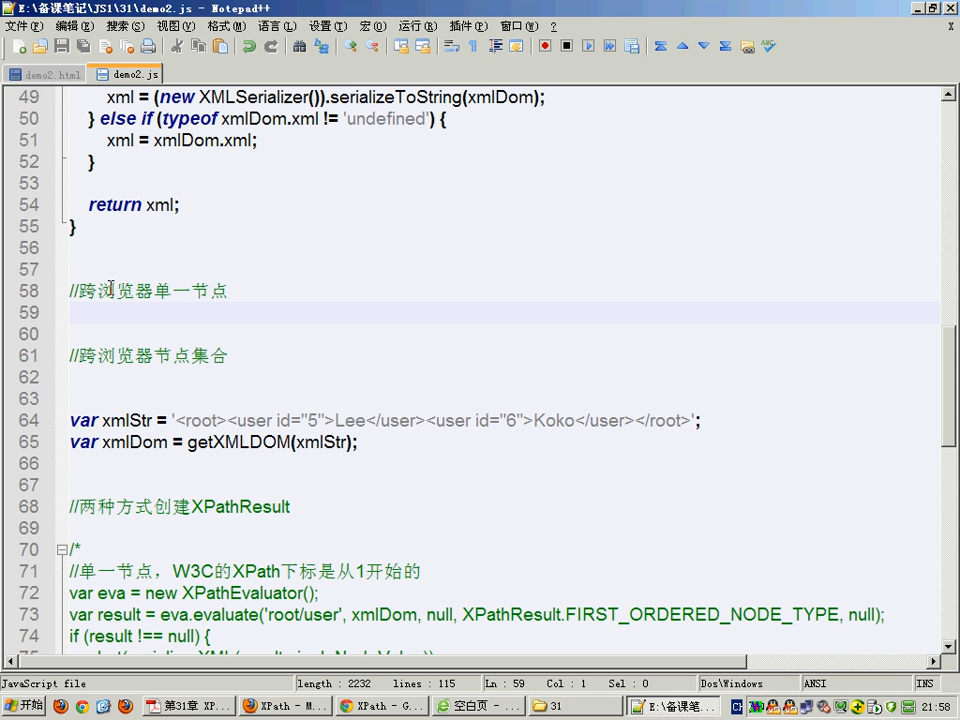 E:\备课笔记\JS1\31\demo2.js - Notepad++
文件(F) 编辑(E) 搜索(S) 视图(V) 格式(M) 语言(L) 设置(T) 宏(O) 运行(R) 插件(P) 窗口(W) ? X
demo2.html demo2.js
49 xml = (new XMLSerializer()).serializeToString(xmlDom);
50 } else if (typeof xmlDom.xml != 'undefined') {
51 xml = xmlDom.xml;
52 }
53
54 return xml;
55 }
56
57
58 //跨浏览器单一节点
59
60
61 //跨浏览器节点集合
62
63
64 var xmlStr = '<root><user id="5">Lee</user><user id="6">Koko</user></root>';
65 var xmlDom = getXMLDOM(xmlStr);
66
67
68 //两种方式创建XPathResult
69
70 /*
71 //单一节点，W3C的XPath下标是从1开始的
72 var eva = new XPathEvaluator();
73 var result = eva.evaluate('root/user', xmlDom, null, XPathResult.FIRST_ORDERED_NODE_TYPE, null);
74 if (result !== null) {
JavaScript file length : 2232 lines : 115 Ln : 59 Col : 1 Sel : 0 Dos\Windows ANSI INS
开始 第31章 XP... XPath - M... XPath - G... 空白页 - ... 31 E:\备课笔... 21:58